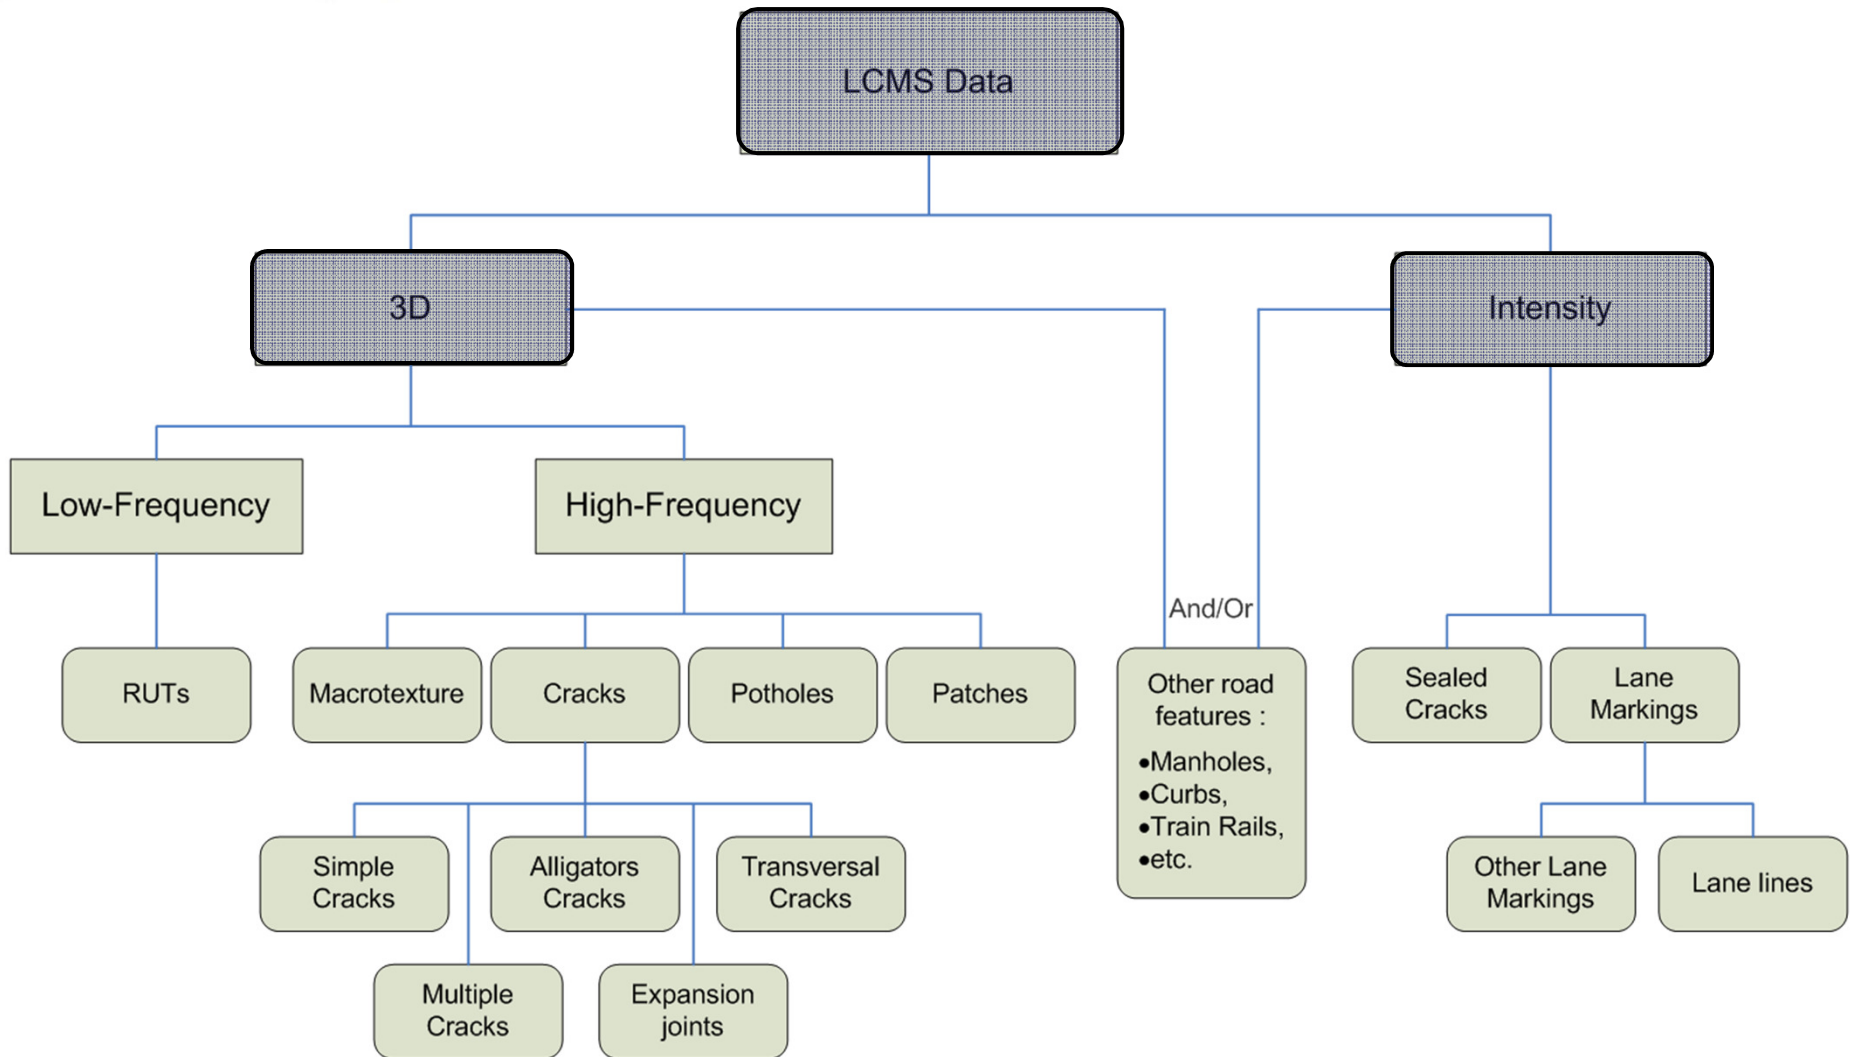 LCMS Data
3D
Intensity
Low-Frequency
High-Frequency
And/Or
RUTs
Macrotexture
Cracks
Potholes
Patches
Other road
features :
•Manholes,
•Curbs,
•Train Rails,
•etc.
Sealed
Cracks
Lane
Markings
Simple
Cracks
Alligators
Cracks
Transversal
Cracks
Other Lane
Markings
Lane lines
Multiple
Cracks
Expansion
joints